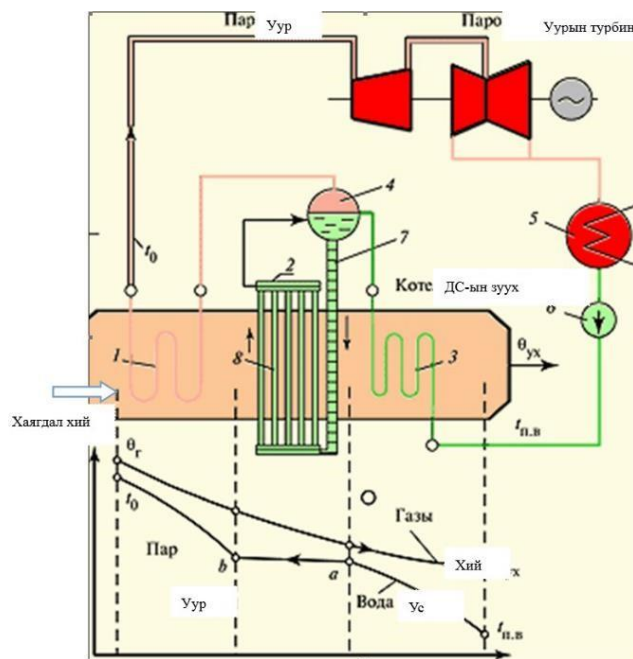 Пар
Уур
Паро
Уурын турбин
t₀
4
7
2
5
Коте
ДС-ын зуух
6
1
8
3
θух
Хаягдал хий
tп.в
θг
t₀
Газы
Хий
ух
Пар
b
a
Уур
Вода
Ус
tп.в